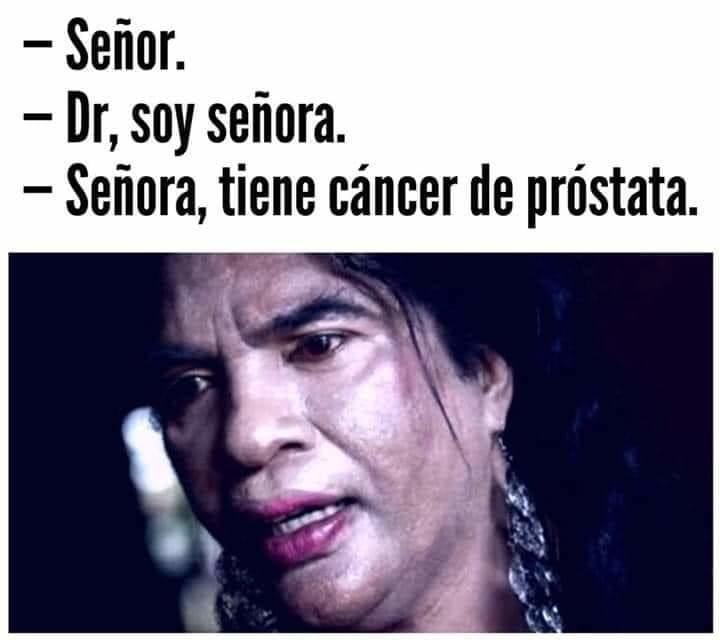 – Señor.
– Dr, soy señora.
– Señora, tiene cáncer de próstata.